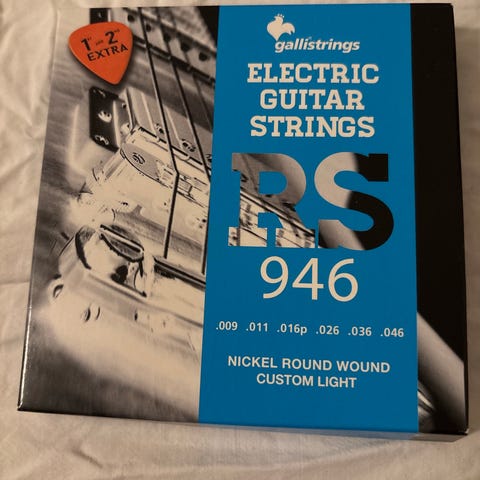 1st and 2nd
EXTRA
gallistrings
ELECTRIC
GUITAR
STRINGS
RS
946
.009 .011 .016p .026 .036 .046
NICKEL ROUND WOUND
CUSTOM LIGHT